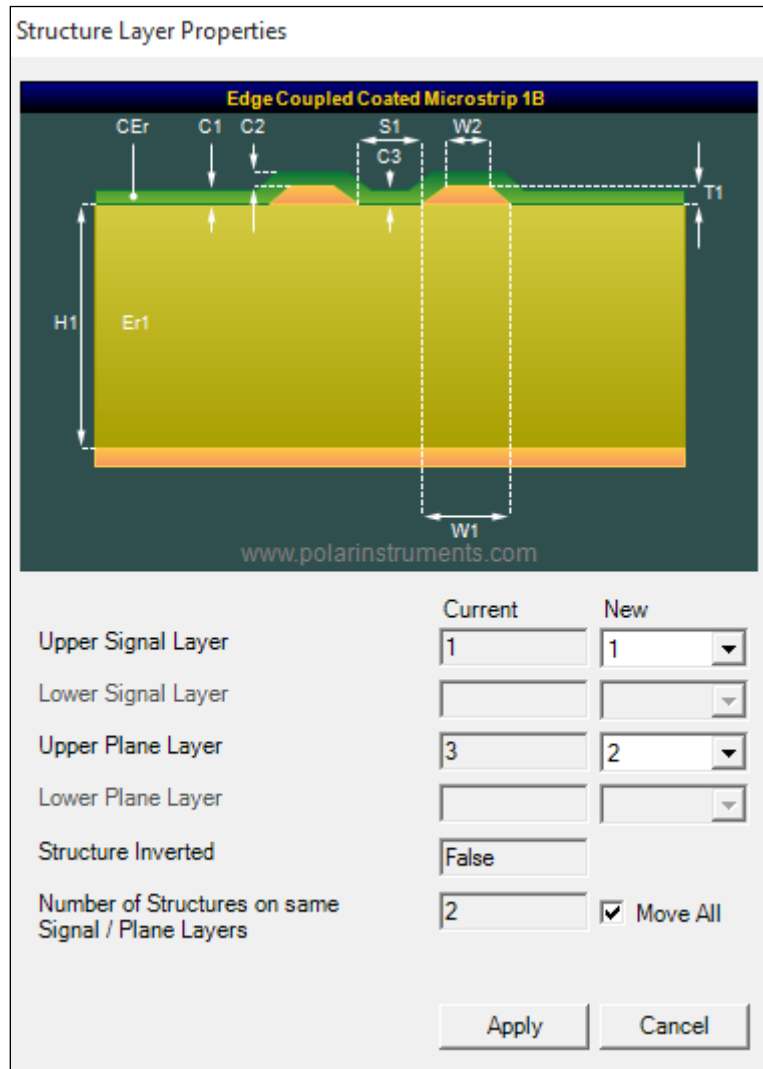 Structure Layer Properties
Edge Coupled Coated Microstrip 1B
CEr C1 C2 S1 W2
C3
T1
H1 Er1
W1
www.polarinstruments.com
Current New
Upper Signal Layer 1 1
Lower Signal Layer
Upper Plane Layer 3 2
Lower Plane Layer
Structure Inverted False
Number of Structures on same 2 Move All
Signal / Plane Layers
Apply Cancel